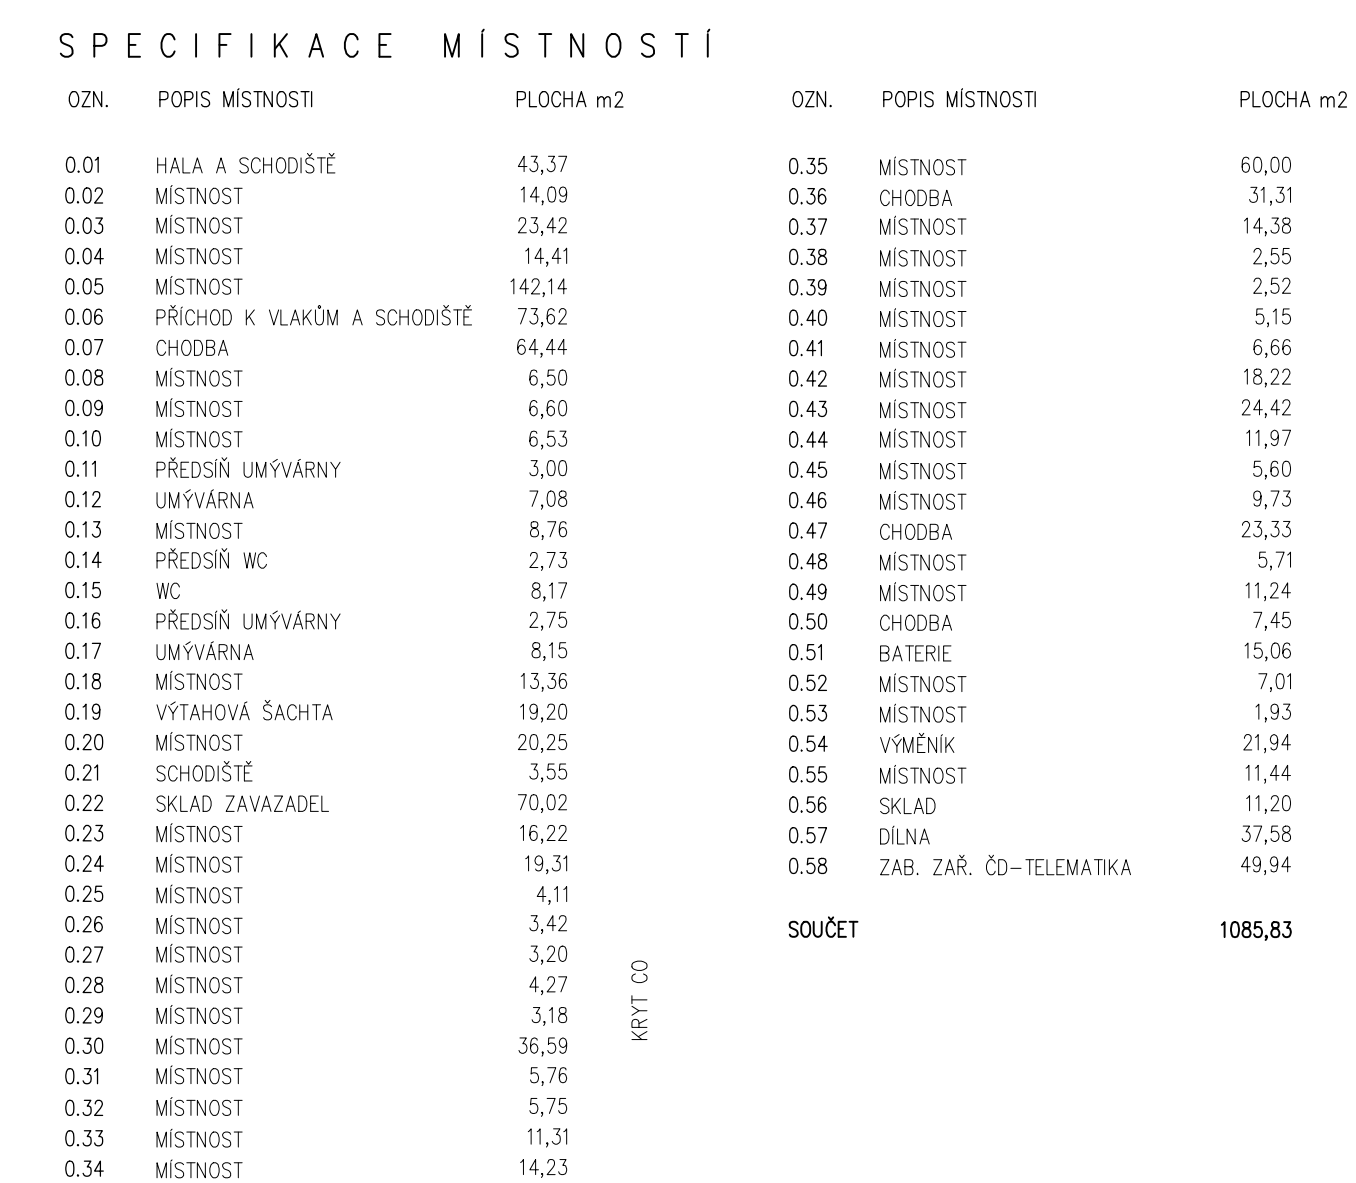 SPECIFIKACE MÍSTNOSTÍ
OZN. POPIS MÍSTNOSTI PLOCHA m2
0.01 HALA A SCHODIŠTĚ 43,37
0.02 MÍSTNOST 14,09
0.03 MÍSTNOST 23,42
0.04 MÍSTNOST 14,41
0.05 MÍSTNOST 142,14
0.06 PŘÍCHOD K VLAKŮM A SCHODIŠTĚ 73,62
0.07 CHODBA 64,44
0.08 MÍSTNOST 6,50
0.09 MÍSTNOST 6,60
0.10 MÍSTNOST 6,53
0.11 PŘEDSÍŇ UMÝVÁRNY 3,00
0.12 UMÝVÁRNA 7,08
0.13 MÍSTNOST 8,76
0.14 PŘEDSÍŇ WC 2,73
0.15 WC 8,17
0.16 PŘEDSÍŇ UMÝVÁRNY 2,75
0.17 UMÝVÁRNA 8,15
0.18 MÍSTNOST 13,36
0.19 VÝTAHOVÁ ŠACHTA 19,20
0.20 MÍSTNOST 20,25
0.21 SCHODIŠTĚ 3,55
0.22 SKLAD ZAVAZADEL 70,02
0.23 MÍSTNOST 16,22
0.24 MÍSTNOST 19,31
0.25 MÍSTNOST 4,11
0.26 MÍSTNOST 3,42
0.27 MÍSTNOST 3,20
0.28 MÍSTNOST 4,27
0.29 MÍSTNOST 3,18
0.30 MÍSTNOST 36,59
0.31 MÍSTNOST 5,76
0.32 MÍSTNOST 5,75
0.33 MÍSTNOST 11,31
0.34 MÍSTNOST 14,23
KRYT CO
OZN. POPIS MÍSTNOSTI PLOCHA m2
0.35 MÍSTNOST 60,00
0.36 CHODBA 31,31
0.37 MÍSTNOST 14,38
0.38 MÍSTNOST 2,55
0.39 MÍSTNOST 2,52
0.40 MÍSTNOST 5,15
0.41 MÍSTNOST 6,66
0.42 MÍSTNOST 18,22
0.43 MÍSTNOST 24,42
0.44 MÍSTNOST 11,97
0.45 MÍSTNOST 5,60
0.46 MÍSTNOST 9,73
0.47 CHODBA 23,33
0.48 MÍSTNOST 5,71
0.49 MÍSTNOST 11,24
0.50 CHODBA 7,45
0.51 BATERIE 15,06
0.52 MÍSTNOST 7,01
0.53 MÍSTNOST 1,93
0.54 VÝMĚNÍK 21,94
0.55 MÍSTNOST 11,44
0.56 SKLAD 11,20
0.57 DÍLNA 37,58
0.58 ZAB. ZAŘ. ČD-TELEMATIKA 49,94
SOUČET 1085,83